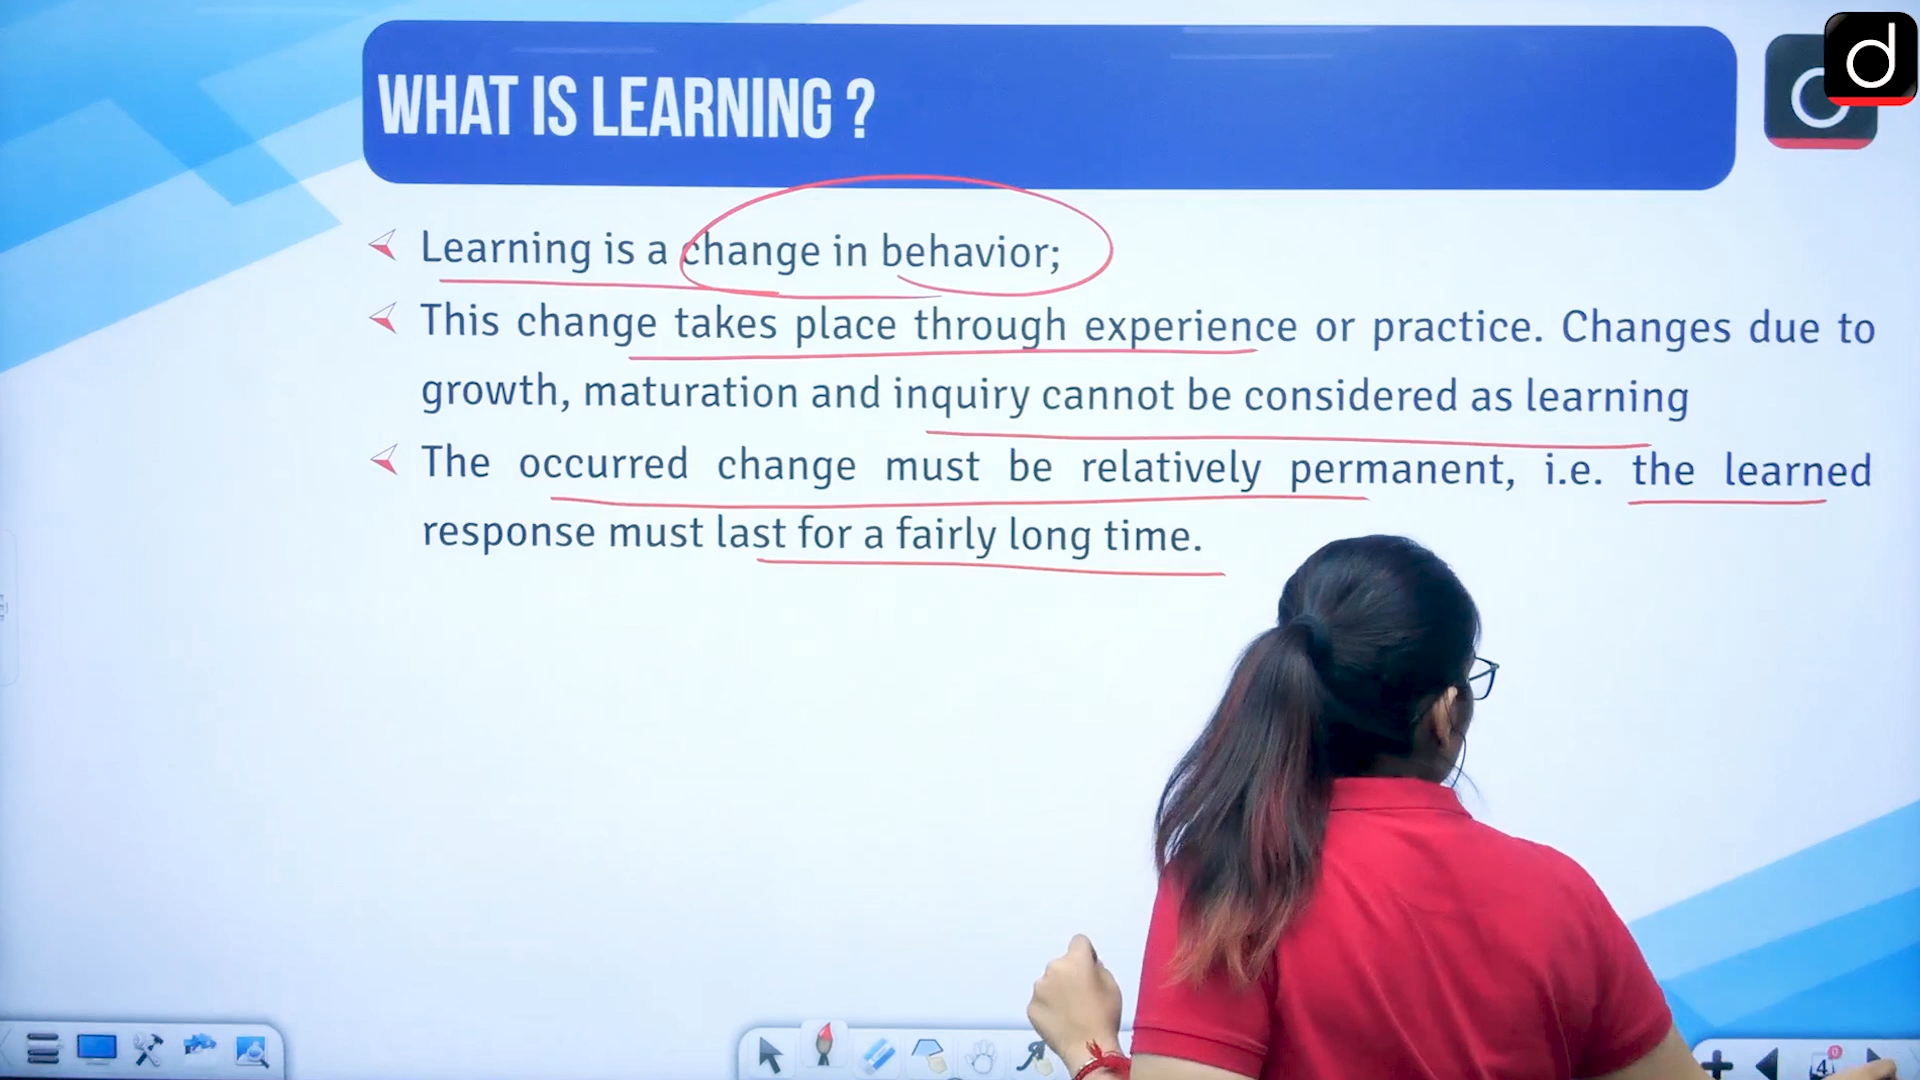 WHAT IS LEARNING ?
d
Learning is a change in behavior;
This change takes place through experience or practice. Changes due to
growth, maturation and inquiry cannot be considered as learning
The occurred change must be relatively permanent, i.e. the learned
response must last for a fairly long time.
4
0